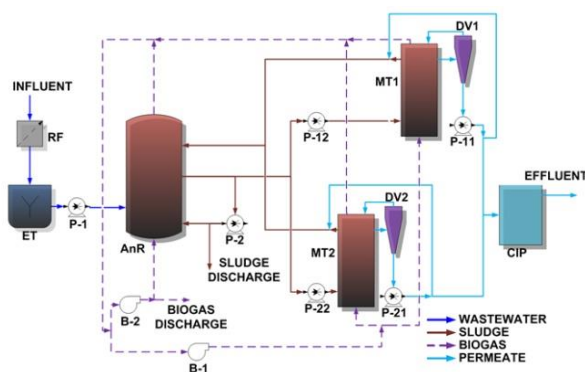 DV1
MT1
INFLUENT
RF
P-12
P-11
EFFLUENT
DV2
ET
P-1
AnR
P-2
MT2
CIP
SLUDGE
DISCHARGE
P-22
P-21
B-2
BIOGAS
DISCHARGE
B-1
WASTEWATER
SLUDGE
BIOGAS
PERMEATE